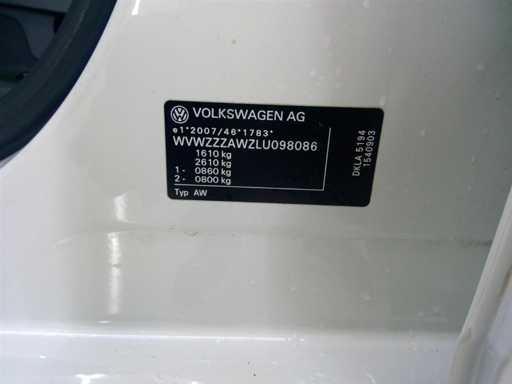 VOLKSWAGEN AG
e1*2007/46*1783*
WVWZZZAWZLU098086
1610 kg
2610 kg
1- 0860 kg
2- 0800 kg
Typ AW
DKLA 5194
1540903